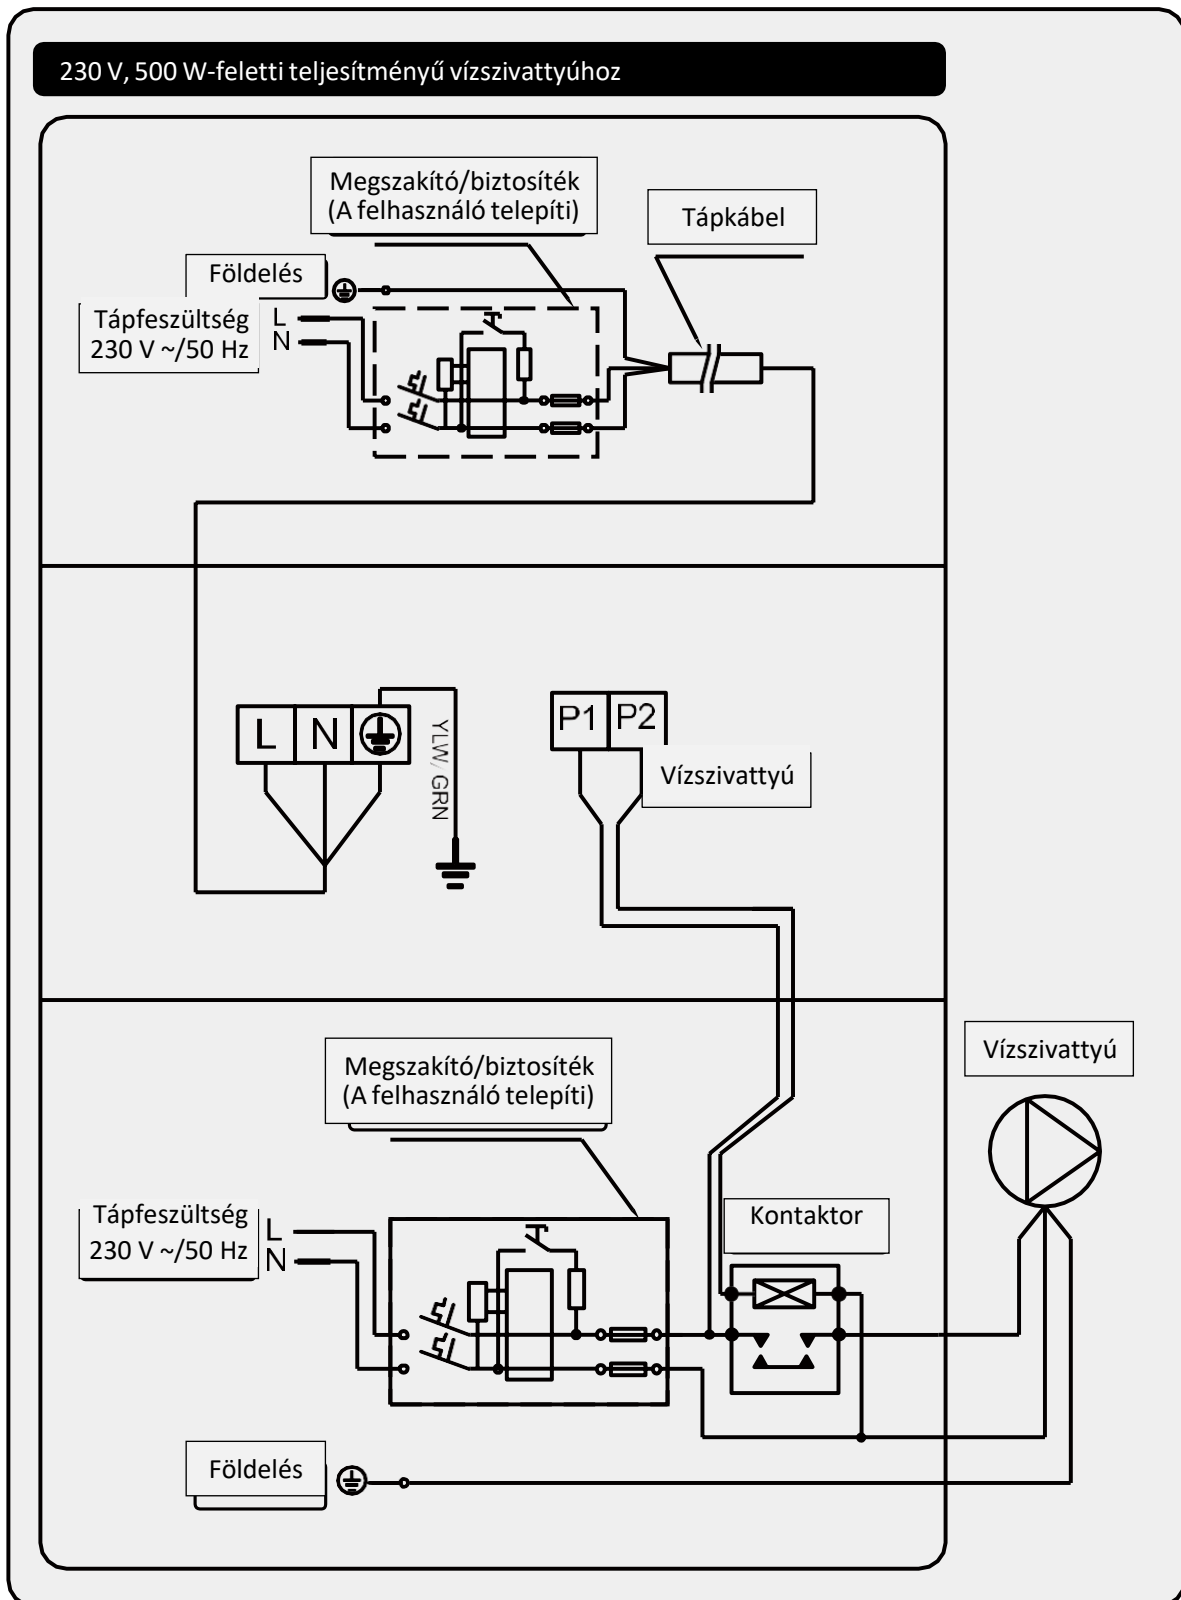 230 V, 500 W-feletti teljesítményű vízszivattyúhoz
Megszakító/biztosíték
(A felhasználó telepíti)
Tápkábel
Földelés
Tápfeszültség
230 V ~/50 Hz
L
N
L N
YLW/GRN
P1 P2
Vízszivattyú
Megszakító/biztosíték
(A felhasználó telepíti)
Vízszivattyú
Tápfeszültség
230 V ~/50 Hz
L
N
Kontaktor
Földelés